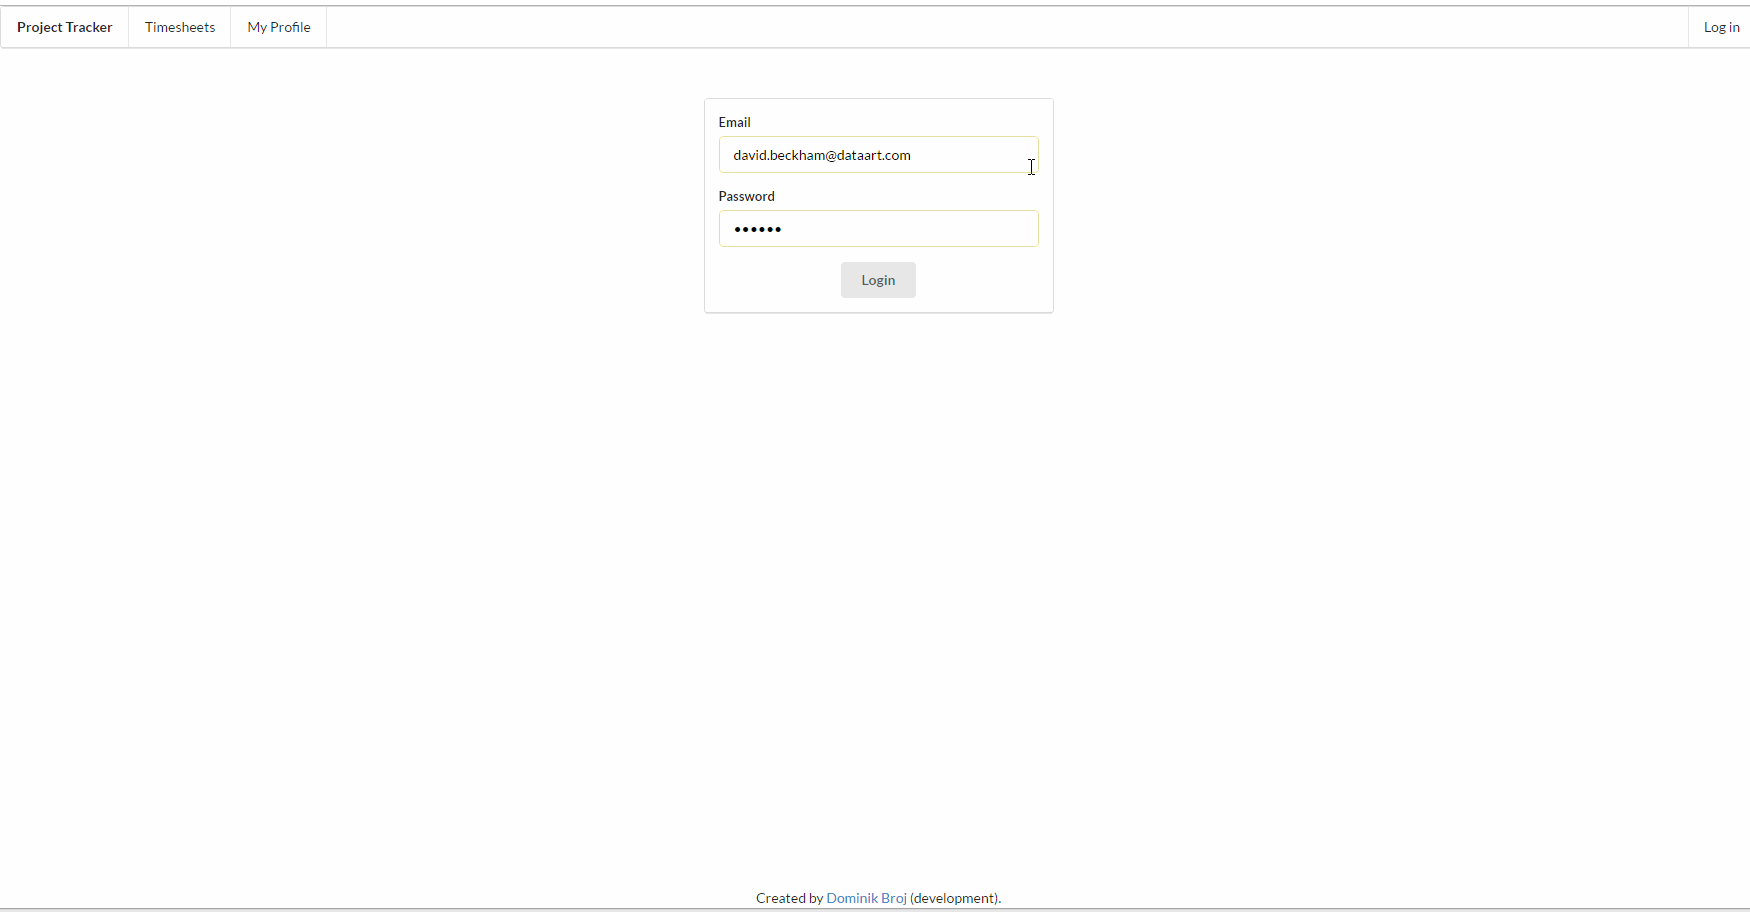 Project Tracker Timesheets My Profile Log in
Email
david.beckham@dataart.com
Password
••••••
Login
Created by Dominik Broj (development).